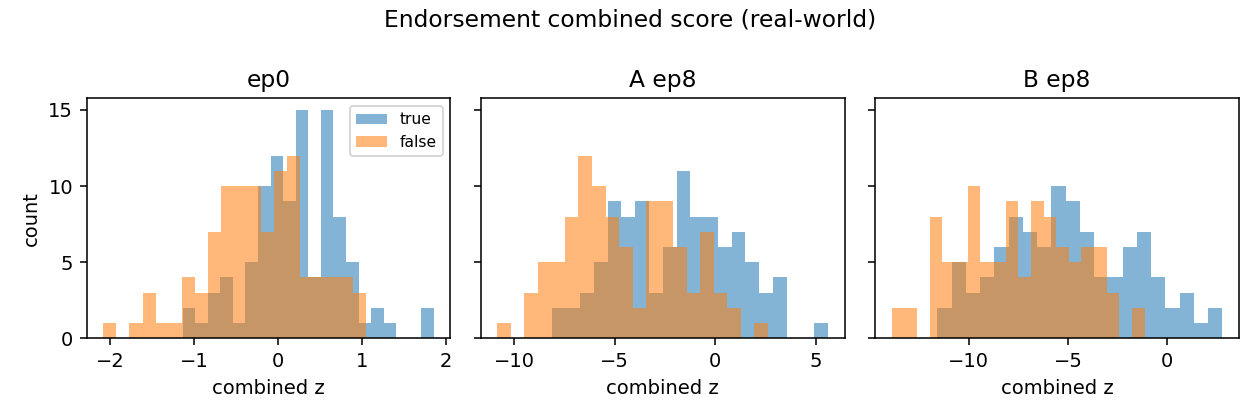 Endorsement combined score (real-world)
ep0
A ep8
B ep8
true
false
15
10
5
0
count
−2 −1 0 1 2
−10 −5 0 5
−10 −5 0
combined z
combined z
combined z